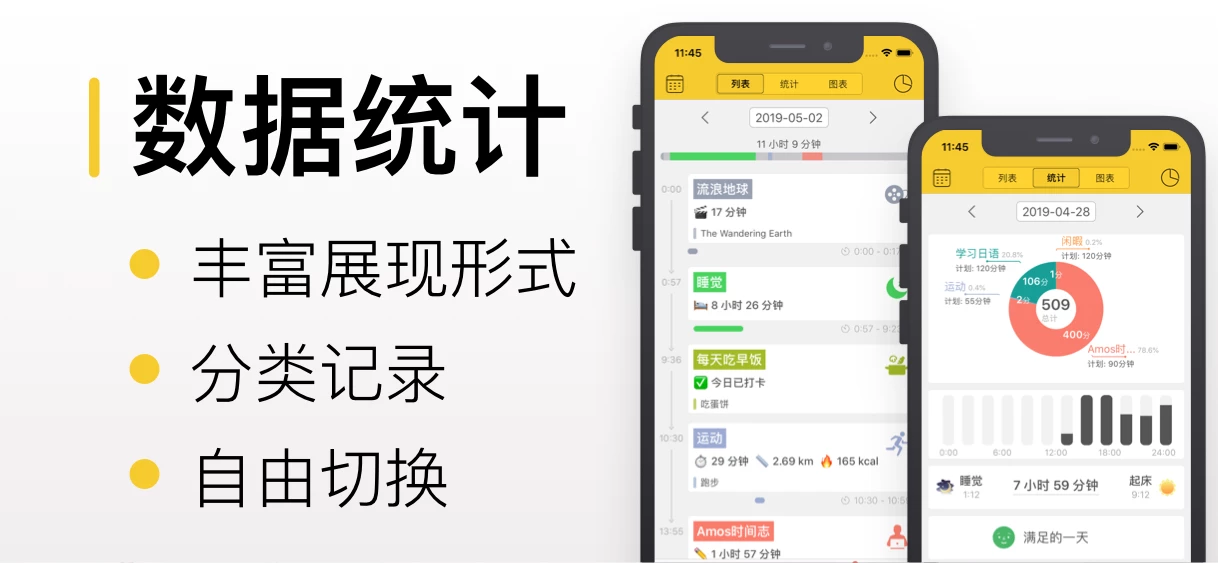 数据统计
丰富展现形式
分类记录
自由切换
11:45
列表 统计 图表
2019-05-02
11 小时 9 分钟
0:00
流浪地球
17 分钟
The Wandering Earth
0:00 - 0:17
0:57
睡觉
8 小时 26 分钟
0:57 - 9:2
9:36
每天吃早饭
今日已打卡
吃蛋饼
10:30
运动
29 分钟 2.69 km 165 kcal
跑步
10:30 - 10:5
13:55
Amos时间志
1 小时 57 分钟
11:45
列表 统计 图表
2019-04-28
闲暇 0.2%
计划: 120分钟
学习日语 20.8%
计划: 120分钟
运动 0.4%
计划: 55分钟
1分
106分
2分
509
总计
400分
Amos时... 78.6%
计划: 90分钟
0:00 6:00 12:00 18:00 24:00
睡觉
1:12
7 小时 59 分钟
起床
9:12
满足的一天